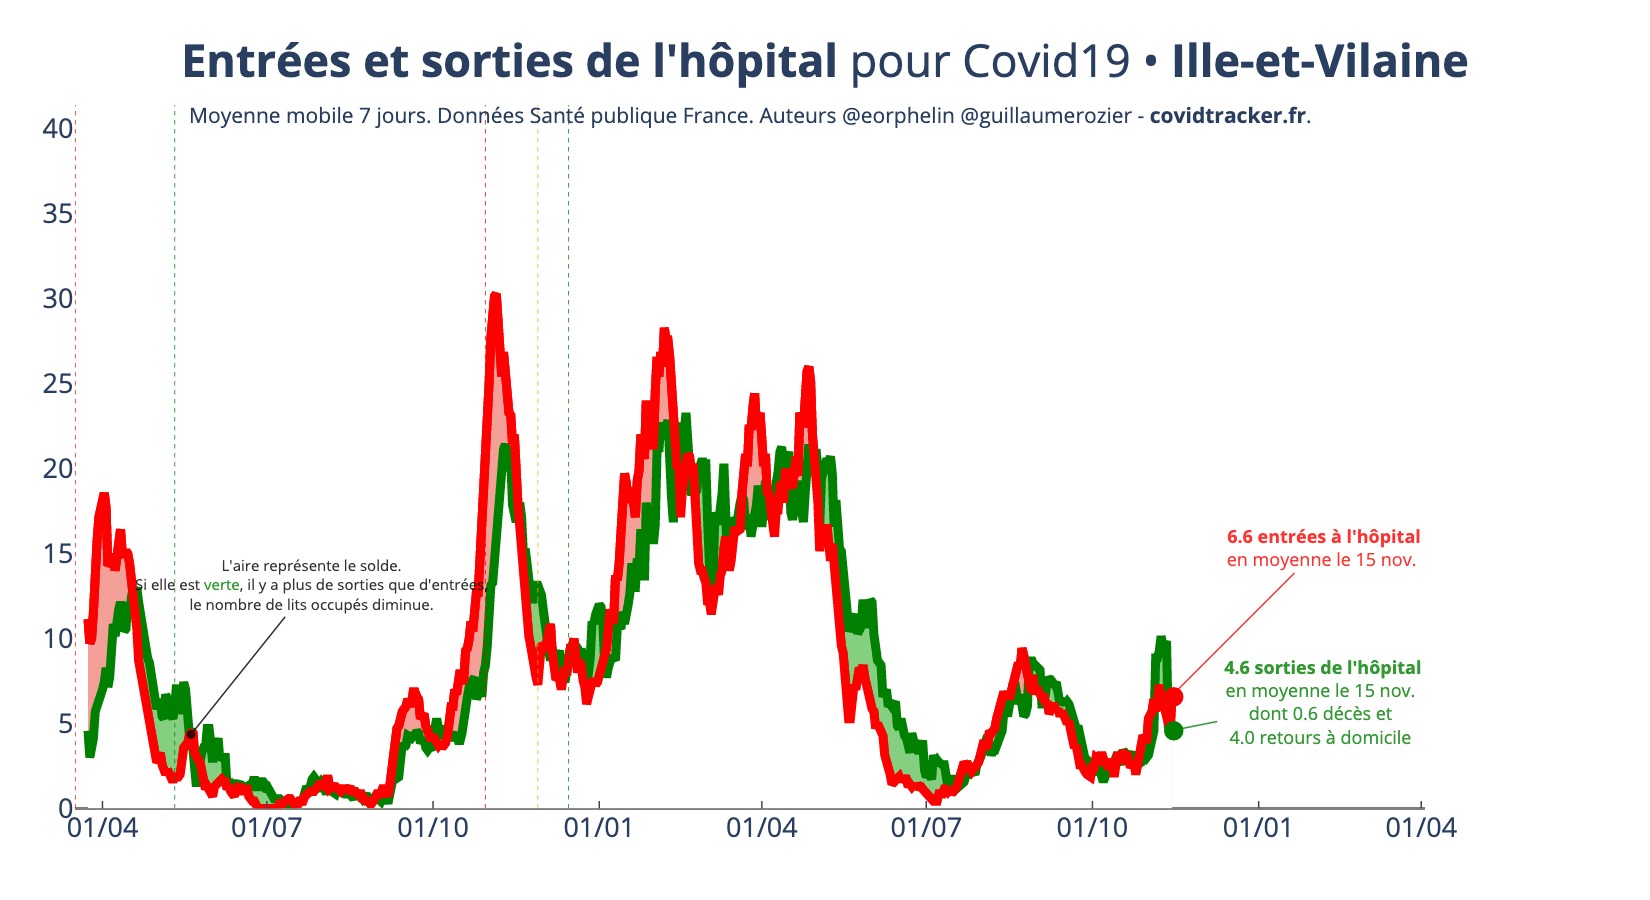 Entrées et sorties de l'hôpital pour Covid19 • Ille-et-Vilaine
Moyenne mobile 7 jours. Données Santé publique France. Auteurs @eorphelin @guillaumerozier - covidtracker.fr.
40
35
30
25
20
15
10
5
0
L'aire représente le solde.
Si elle est verte, il y a plus de sorties que d'entrées,
le nombre de lits occupés diminue.
6.6 entrées à l'hôpital
en moyenne le 15 nov.
4.6 sorties de l'hôpital
en moyenne le 15 nov.
dont 0.6 décès et
4.0 retours à domicile
01/04 01/07 01/10 01/01 01/04 01/07 01/10 01/01 01/04